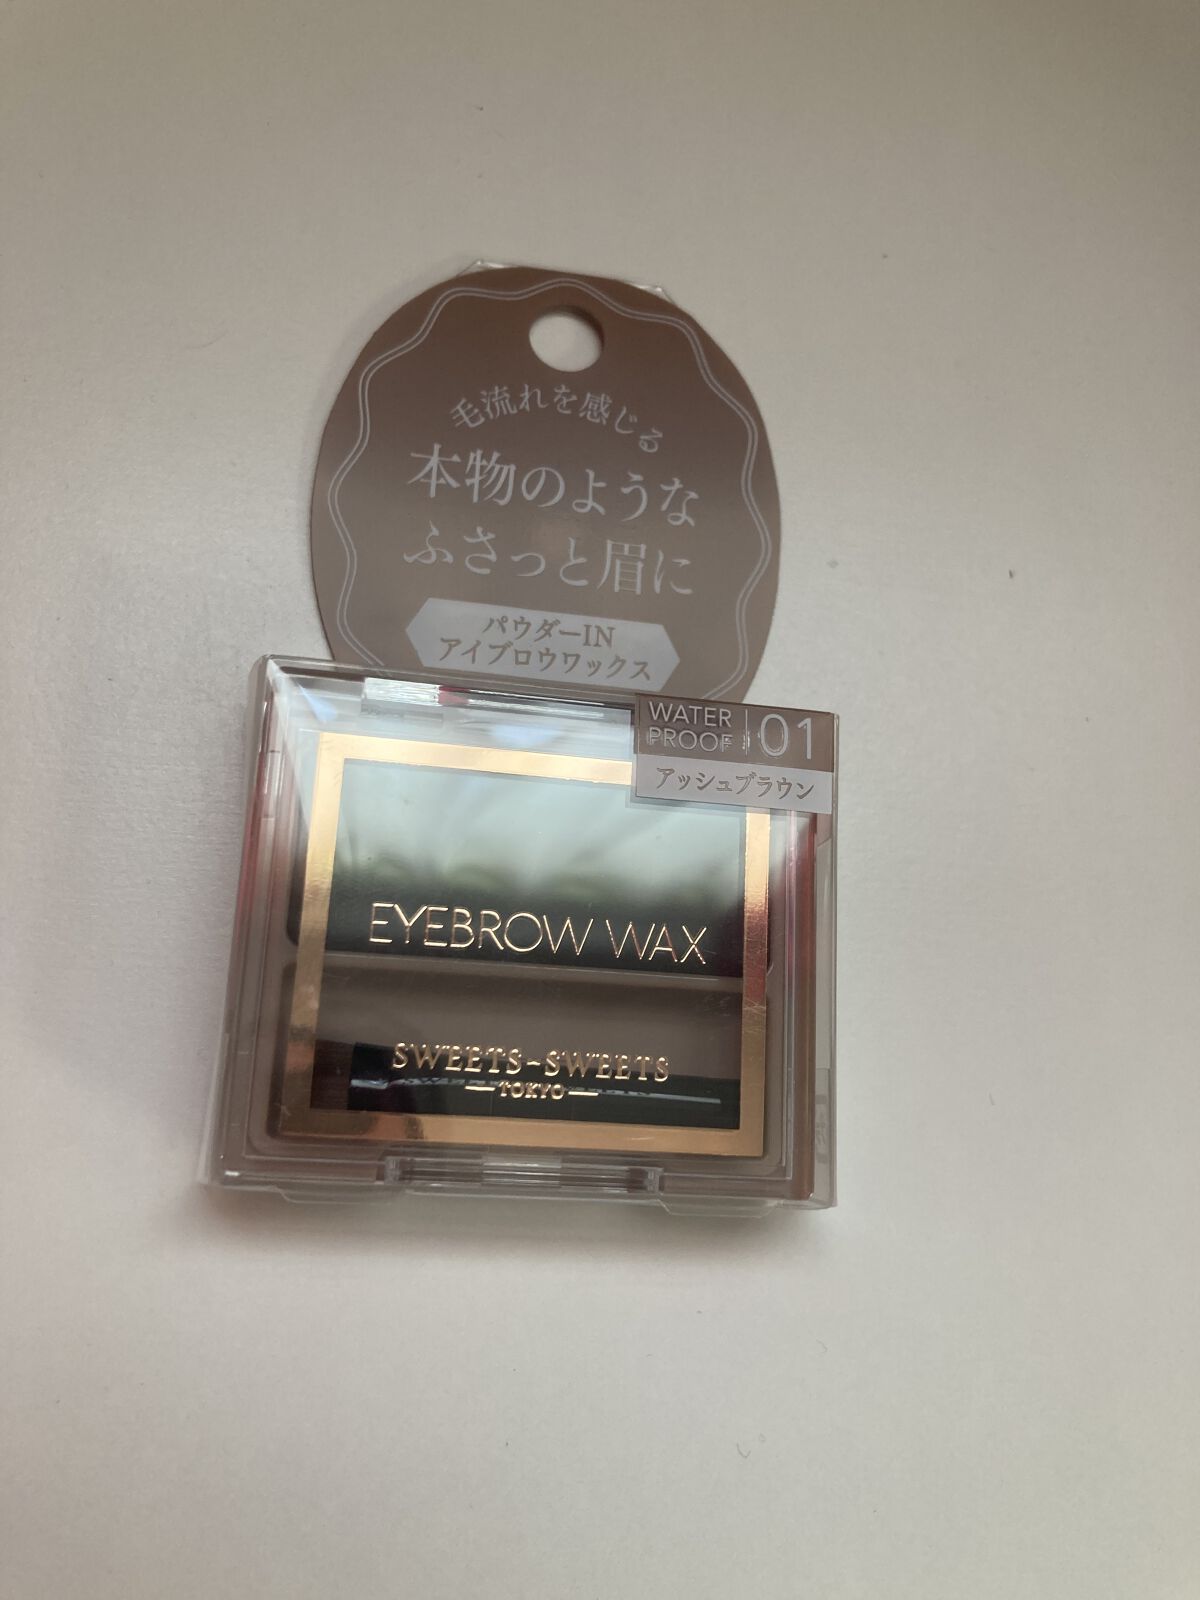 毛流れを感じる
本物のような
ふさっと眉に
パウダーIN
アイブロウワックス
WATER
PROOF
01
アッシュブラウン
EYEBROW WAX
SWEETS-SWEETS
TOKYO